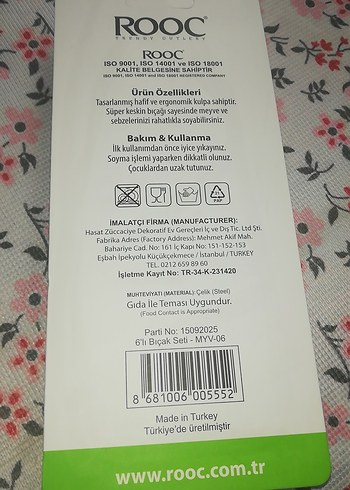 ROOC®
TRENDY CUTLERY
ROOC®
ISO 9001, ISO 14001 ve ISO 18001
KALİTE BELGESİNE SAHİPTİR
ISO 9001, ISO 14001 and ISO 18001 REGISTERED COMPANY
Ürün Özellikleri
Tasarlanmış hafif ve ergonomik kulpa sahiptir.
Süper keskin bıçağı sayesinde meyve ve
sebzelerinizi rahatlıkla soyabilirsiniz.
Bakım & Kullanma
İlk kullanımdan önce iyice yıkayınız.
Soyma işlemi yaparken dikkatli olunuz.
Çocuklardan uzak tutunuz.
PAP
İMALATÇI FİRMA (MANUFACTURER):
Hasat Züccaciye Dekoratif Ev Gereçleri İç ve Dış Tic. Ltd.Şti.
Fabrika Adres (Factory Address): Mehmet Akif Mah.
Bahariye Cad. No: 161 İç Kapı No: 151-152-153
Eşbah İpekyolu Küçükçekmece / İstanbul / TURKEY
TEL. 0212 659 89 60
İşletme Kayıt No: TR-34-K-231420
MUHTEVİYATI (MATERIAL): Çelik (Steel)
Gıda İle Teması Uygundur.
(Food Contact is Appropriate)
Parti No: 15092025
6'lı Bıçak Seti - MYV-06
8 681006 005552
Made in Turkey
Türkiye'de üretilmiştir
www.rooc.com.tr